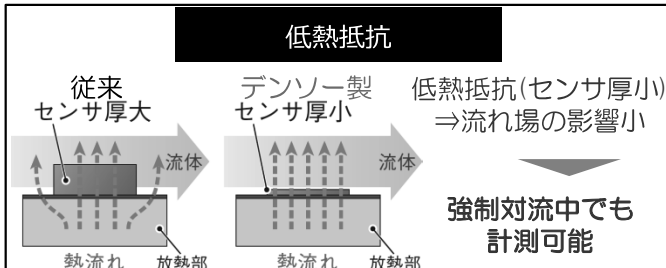 低熱抵抗
従来
センサ厚大
流体
熱流れ
放熱部
デンソー製
センサ厚小
流体
熱流れ
放熱部
低熱抵抗(センサ厚小)
⇒流れ場の影響小
強制対流中でも
計測可能